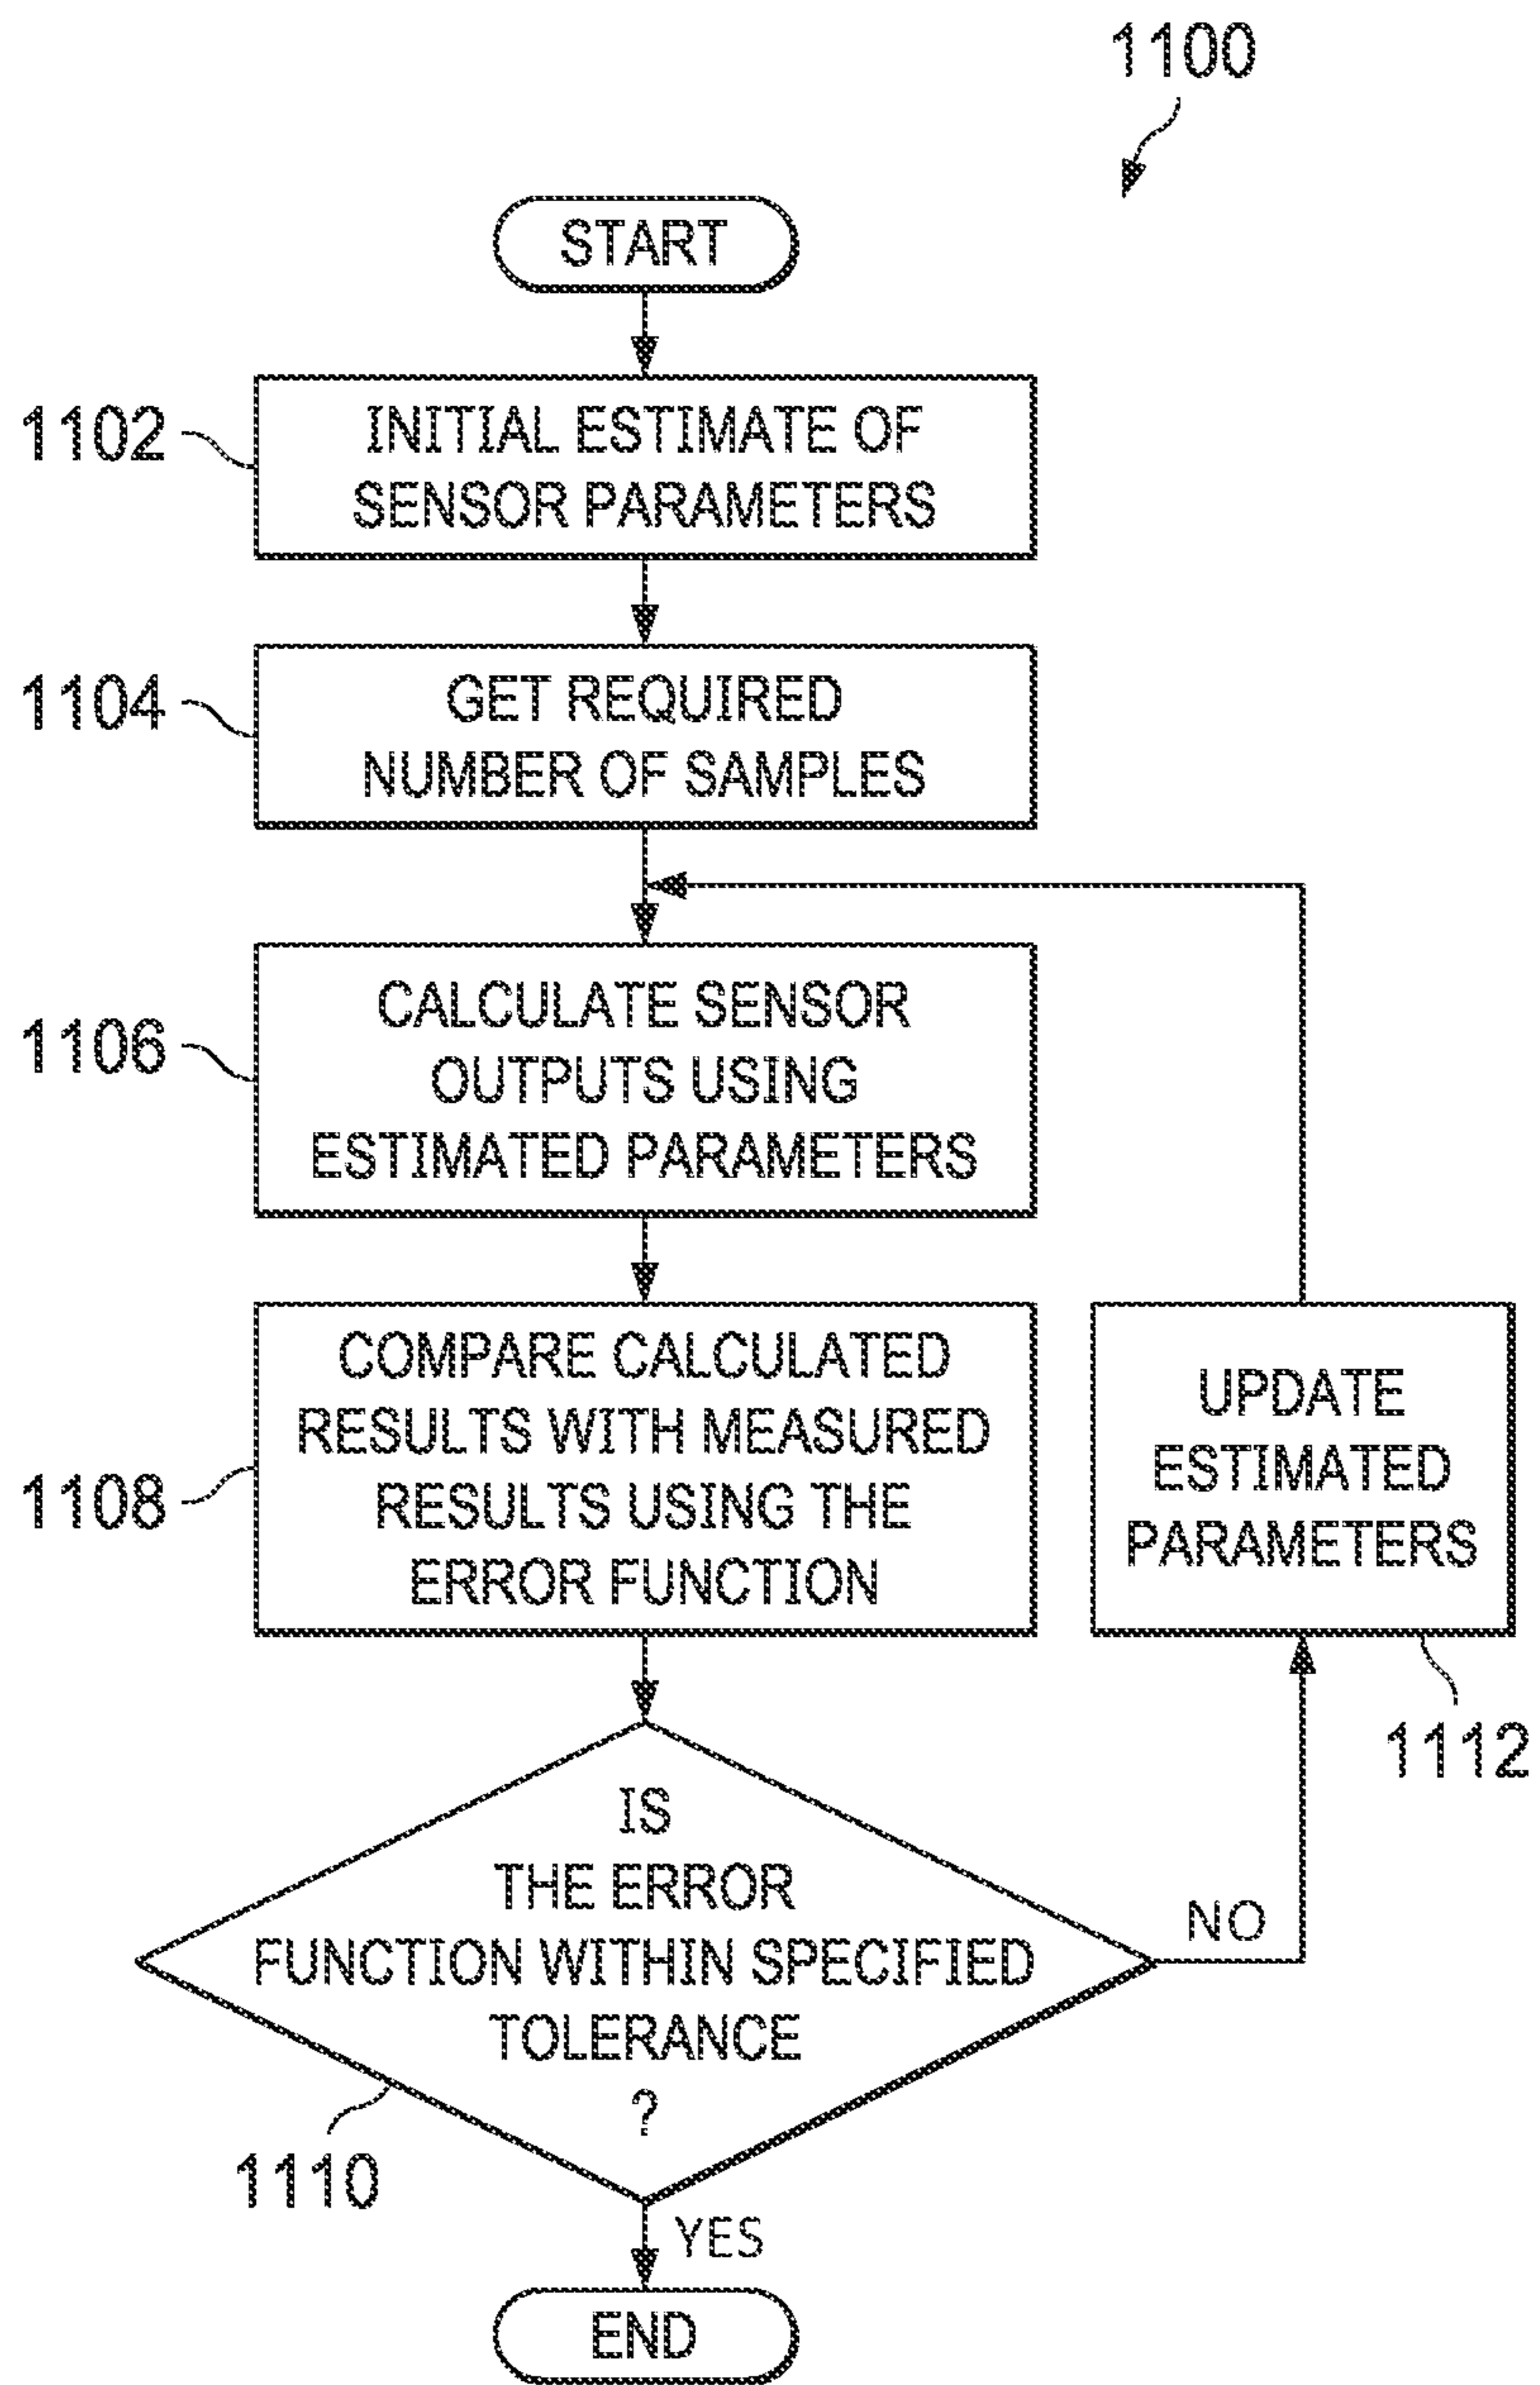 1100
START
1102
INITIAL ESTIMATE OF
SENSOR PARAMETERS
1104
GET REQUIRED
NUMBER OF SAMPLES
1106
CALCULATE SENSOR
OUTPUTS USING
ESTIMATED PARAMETERS
1108
COMPARE CALCULATED
RESULTS WITH MEASURED
RESULTS USING THE
ERROR FUNCTION
UPDATE
ESTIMATED
PARAMETERS
1112
IS
THE ERROR
FUNCTION WITHIN SPECIFIED
TOLERANCE
?
NO
1110
YES
END